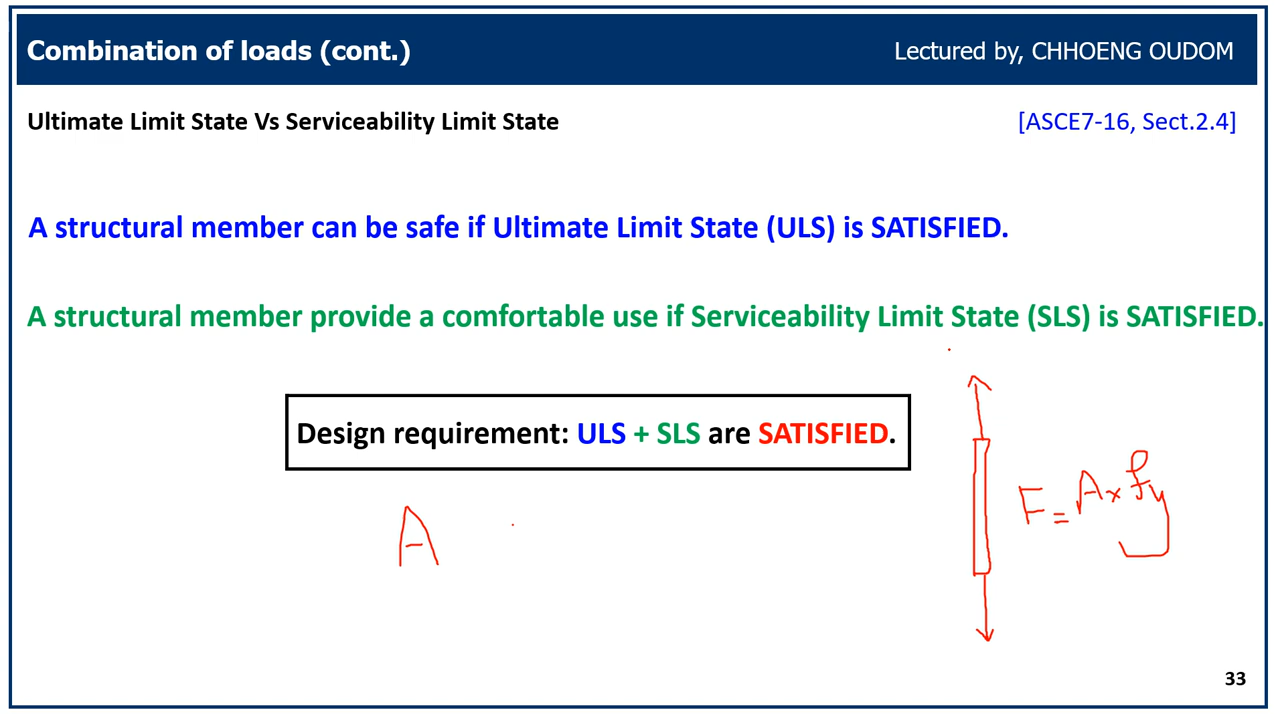 Combination of loads (cont.)
Lectured by, CHHOENG OUDOM
Ultimate Limit State Vs Serviceability Limit State
[ASCE7-16, Sect.2.4]
A structural member can be safe if Ultimate Limit State (ULS) is SATISFIED.
A structural member provide a comfortable use if Serviceability Limit State (SLS) is SATISFIED.
Design requirement: ULS + SLS are SATISFIED.
F = A x fy
A
33